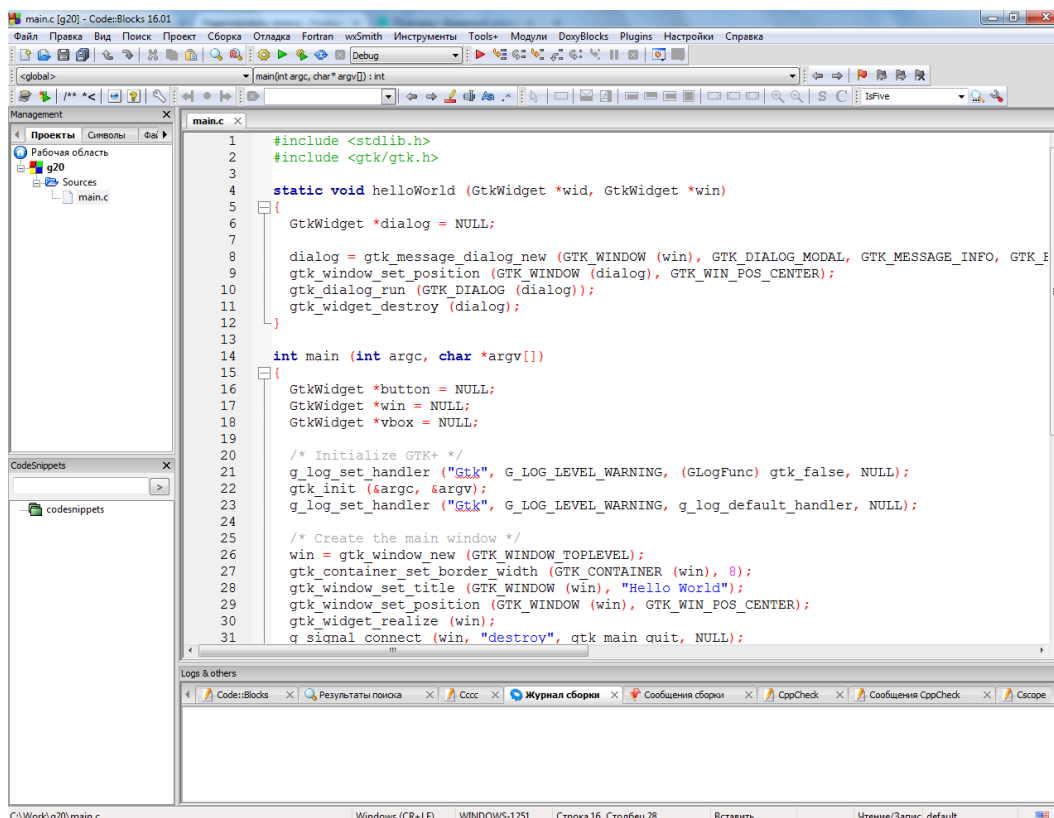 main.c [g20] - Code::Blocks 16.01
Файл Правка Вид Поиск Проект Сборка Отладка Fortran wxSmith Инструменты Tools+ Модули DoxyBlocks Plugins Настройки Справка
Debug
<global> main(int argc, char* argv[]) : int
/** *< IsFive
S C
Management
Проекты Символы Фай
Рабочая область
g20
Sources
main.c
CodeSnippets
>
codesnippets
main.c
1 #include <stdlib.h>
2 #include <gtk/gtk.h>
3
4 static void helloWorld (GtkWidget *wid, GtkWidget *win)
5 {
6 GtkWidget *dialog = NULL;
7
8 dialog = gtk_message_dialog_new (GTK_WINDOW (win), GTK_DIALOG_MODAL, GTK_MESSAGE_INFO, GTK_
9 gtk_window_set_position (GTK_WINDOW (dialog), GTK_WIN_POS_CENTER);
10 gtk_dialog_run (GTK_DIALOG (dialog));
11 gtk_widget_destroy (dialog);
12 }
13
14 int main (int argc, char *argv[])
15 {
16 GtkWidget *button = NULL;
17 GtkWidget *win = NULL;
18 GtkWidget *vbox = NULL;
19
20 /* Initialize GTK+ */
21 g_log_set_handler ("Gtk", G_LOG_LEVEL_WARNING, (GLogFunc) gtk_false, NULL);
22 gtk_init (&argc, &argv);
23 g_log_set_handler ("Gtk", G_LOG_LEVEL_WARNING, g_log_default_handler, NULL);
24
25 /* Create the main window */
26 win = gtk_window_new (GTK_WINDOW_TOPLEVEL);
27 gtk_container_set_border_width (GTK_CONTAINER (win), 8);
28 gtk_window_set_title (GTK_WINDOW (win), "Hello World");
29 gtk_window_set_position (GTK_WINDOW (win), GTK_WIN_POS_CENTER);
30 gtk_widget_realize (win);
31 g_signal_connect (win, "destroy", gtk_main_quit, NULL);
Logs & others
Code::Blocks Результаты поиска Cccc Журнал сборки Сообщения сборки CppCheck Сообщения CppCheck Cscope
C:\Work\g20\main.c Windows (CR+LF) WINDOWS-1251 Строка 16, Столбец 28 Вставить Чтение/Запис default